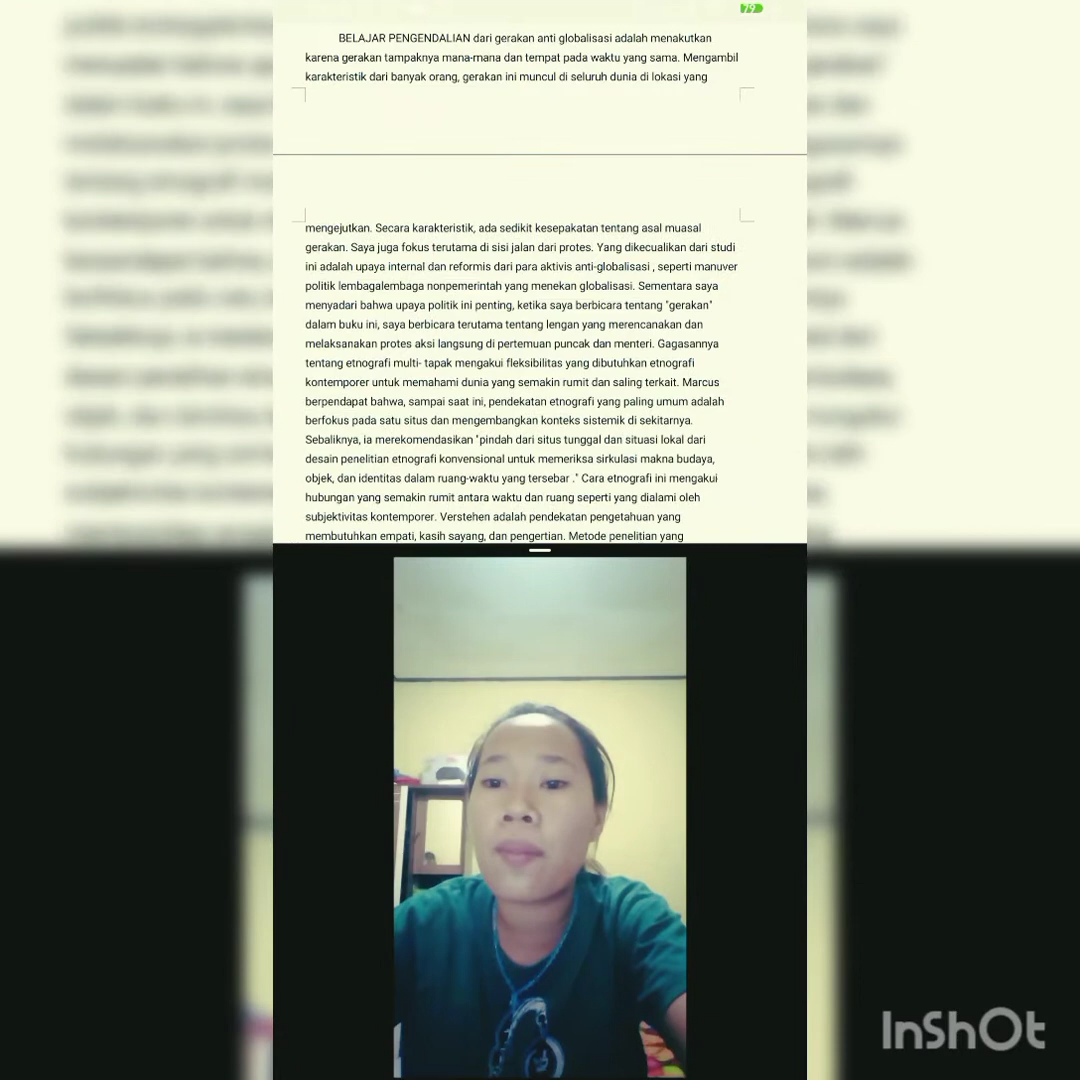 79
BELAJAR PENGENDALIAN dari gerakan anti globalisasi adalah menakutkan
karena gerakan tampaknya mana-mana dan tempat pada waktu yang sama. Mengambil
karakteristik dari banyak orang, gerakan ini muncul di seluruh dunia di lokasi yang
mengejutkan. Secara karakteristik, ada sedikit kesepakatan tentang asal muasal
gerakan. Saya juga fokus terutama di sisi jalan dari protes. Yang dikecualikan dari studi
ini adalah upaya internal dan reformis dari para aktivis anti-globalisasi , seperti manuver
politik lembagalembaga nonpemerintah yang menekan globalisasi. Sementara saya
menyadari bahwa upaya politik ini penting, ketika saya berbicara tentang "gerakan"
dalam buku ini, saya berbicara terutama tentang lengan yang merencanakan dan
melaksanakan protes aksi langsung di pertemuan puncak dan menteri. Gagasannya
tentang etnografi multi- tapak mengakui fleksibilitas yang dibutuhkan etnografi
kontemporer untuk memahami dunia yang semakin rumit dan saling terkait. Marcus
berpendapat bahwa, sampai saat ini, pendekatan etnografi yang paling umum adalah
berfokus pada satu situs dan mengembangkan konteks sistemik di sekitarnya.
Sebaliknya, ia merekomendasikan "pindah dari situs tunggal dan situasi lokal dari
desain penelitian etnografi konvensional untuk memeriksa sirkulasi makna budaya,
objek, dan identitas dalam ruang-waktu yang tersebar ." Cara etnografi ini mengakui
hubungan yang semakin rumit antara waktu dan ruang seperti yang dialami oleh
subjektivitas kontemporer. Verstehen adalah pendekatan pengetahuan yang
membutuhkan empati, kasih sayang, dan pengertian. Metode penelitian yang
InShOt